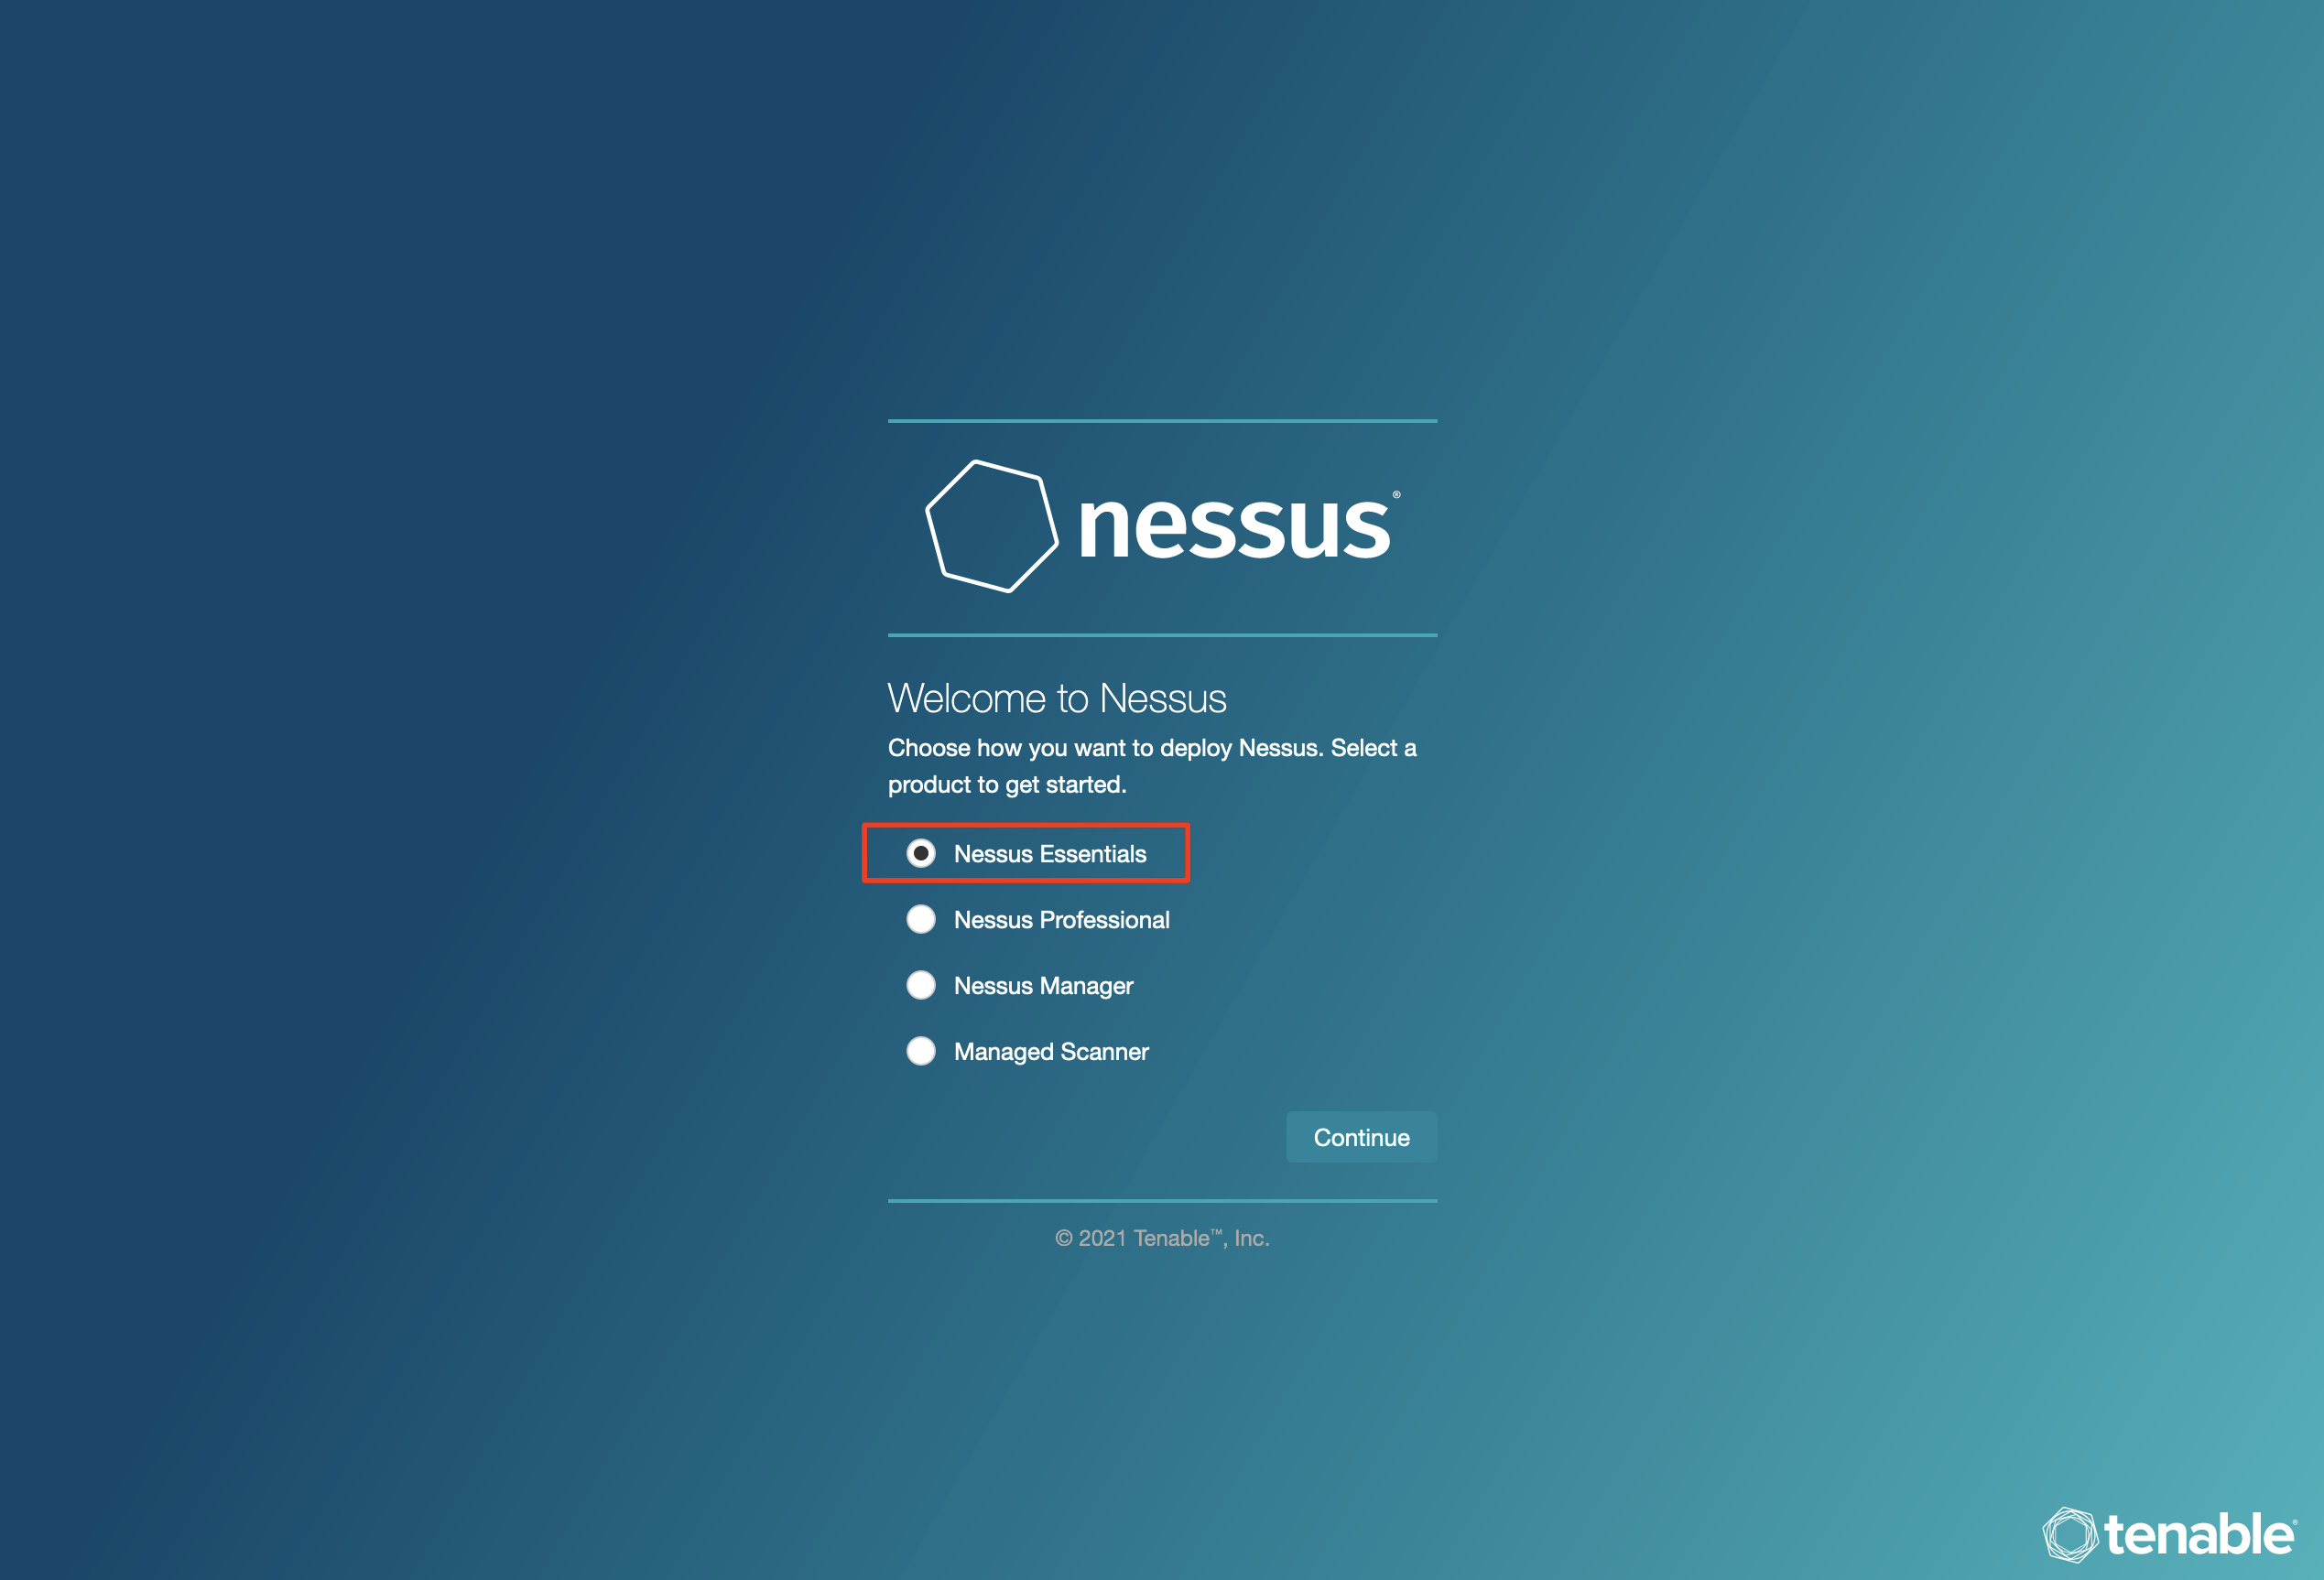 nessus®
Welcome to Nessus
Choose how you want to deploy Nessus. Select a
product to get started.
Nessus Essentials
Nessus Professional
Nessus Manager
Managed Scanner
Continue
© 2021 Tenable™, Inc.
tenable®